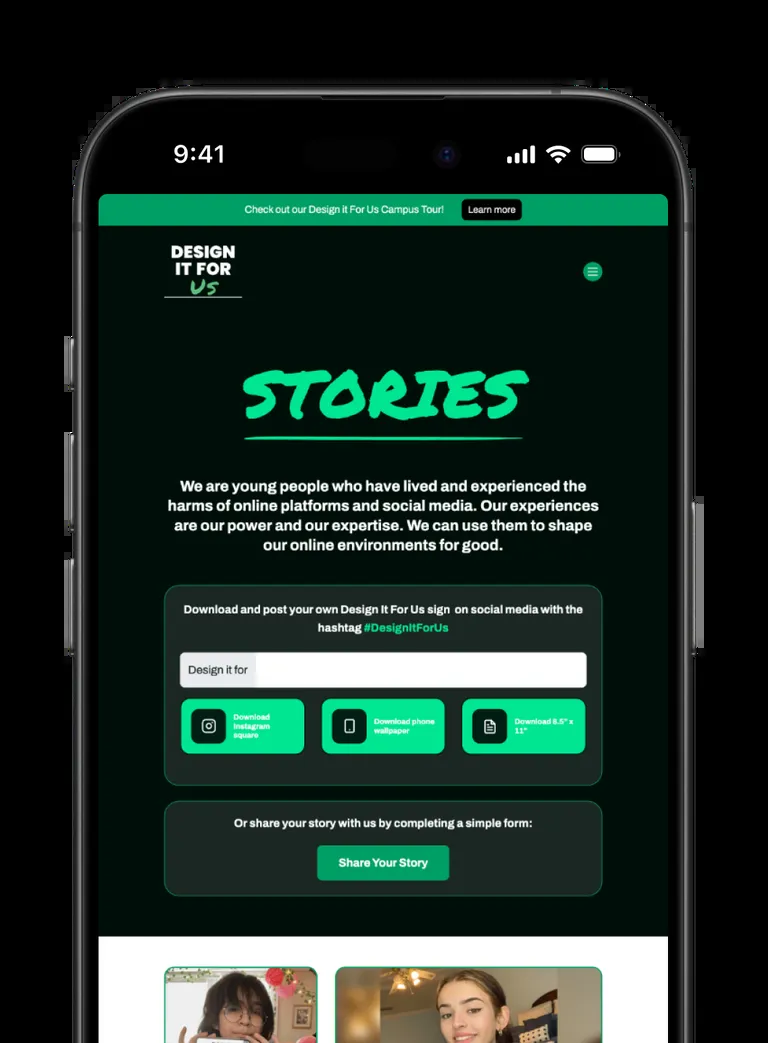 9:41
Check out our Design it For Us Campus Tour!
Learn more
DESIGN
IT FOR
Us
STORIES
We are young people who have lived and experienced the
harms of online platforms and social media. Our experiences
are our power and our expertise. We can use them to shape
our online environments for good.
Download and post your own Design It For Us sign on social media with the
hashtag #DesignItForUs
Design it for
Download
Instagram
square
Download phone
wallpaper
Download 8.5" x
11"
Or share your story with us by completing a simple form:
Share Your Story